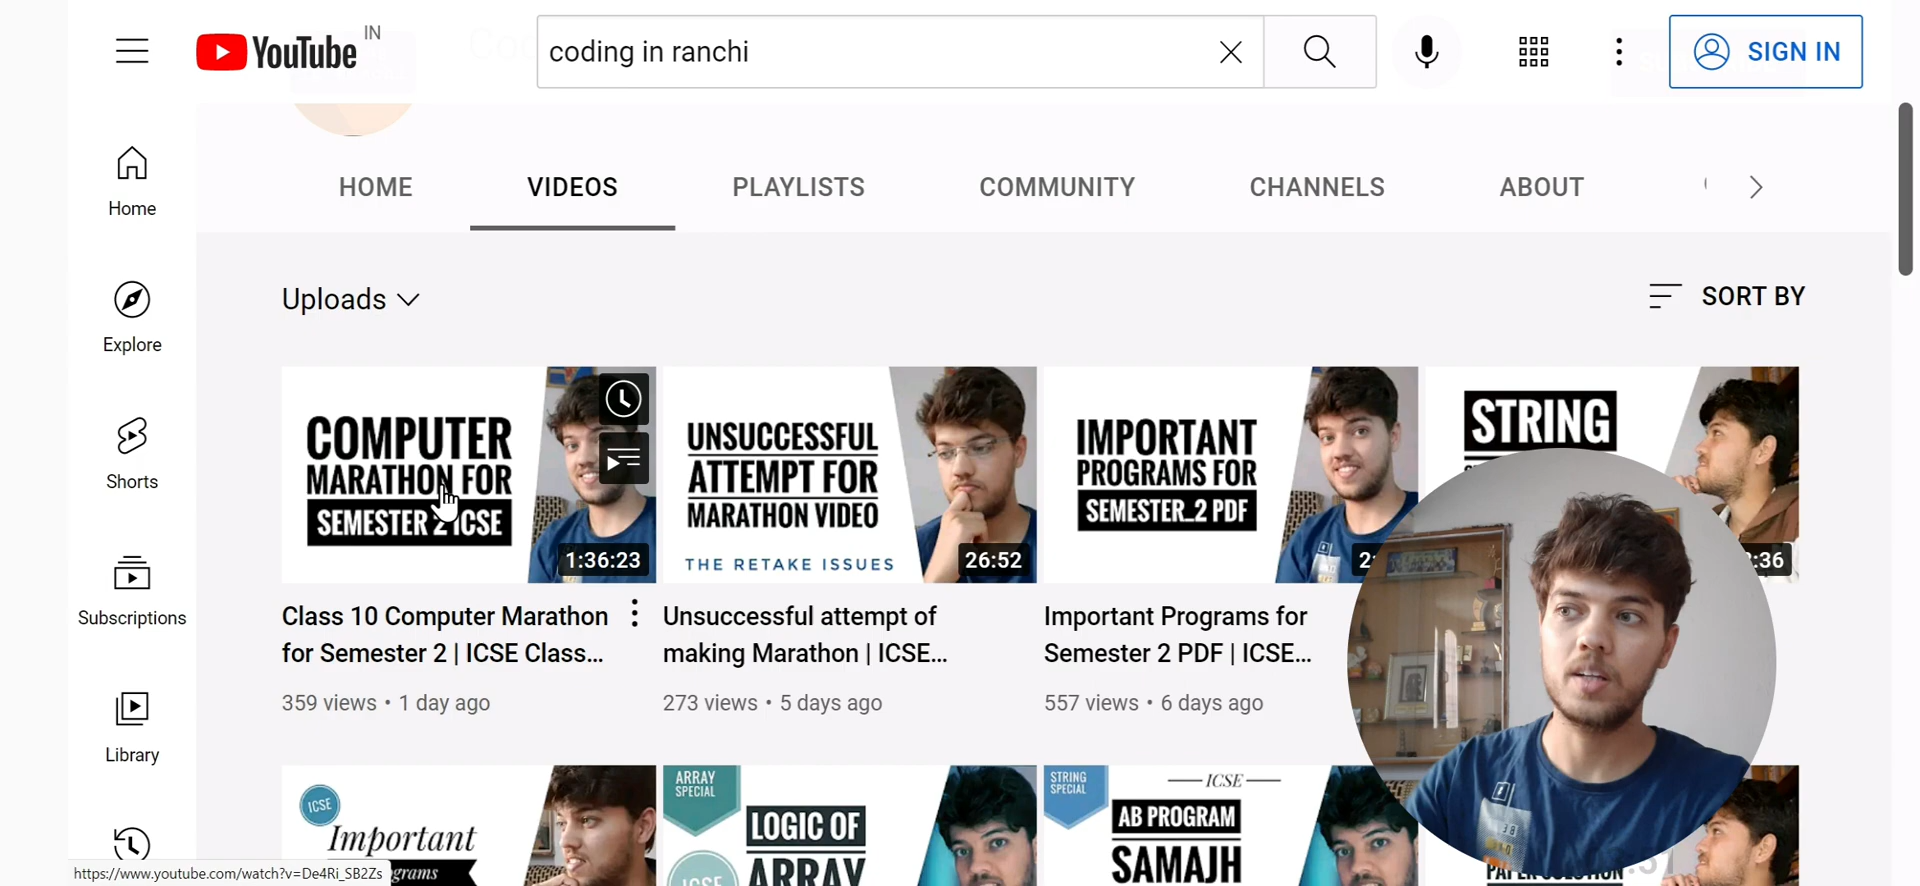 YouTube IN
coding in ranchi
SIGN IN
Home
Explore
Shorts
Subscriptions
Library
HOME
VIDEOS
PLAYLISTS
COMMUNITY
CHANNELS
ABOUT
Uploads
SORT BY
COMPUTER
MARATHON FOR
SEMESTER 2 ICSE
1:36:23
Class 10 Computer Marathon
for Semester 2 | ICSE Class...
359 views • 1 day ago
UNSUCCESSFUL
ATTEMPT FOR
MARATHON VIDEO
THE RETAKE ISSUES
26:52
Unsuccessful attempt of
making Marathon | ICSE...
273 views • 5 days ago
IMPORTANT
PROGRAMS FOR
SEMESTER_2 PDF
Important Programs for
Semester 2 PDF | ICSE...
557 views • 6 days ago
STRING
:36
ICSE
Important
grams
ARRAY
SPECIAL
LOGIC OF
ARRAY
ICSE
STRING
SPECIAL
ICSE
AB PROGRAM
SAMAJH
https://www.youtube.com/watch?v=De4Ri_SB2Zs